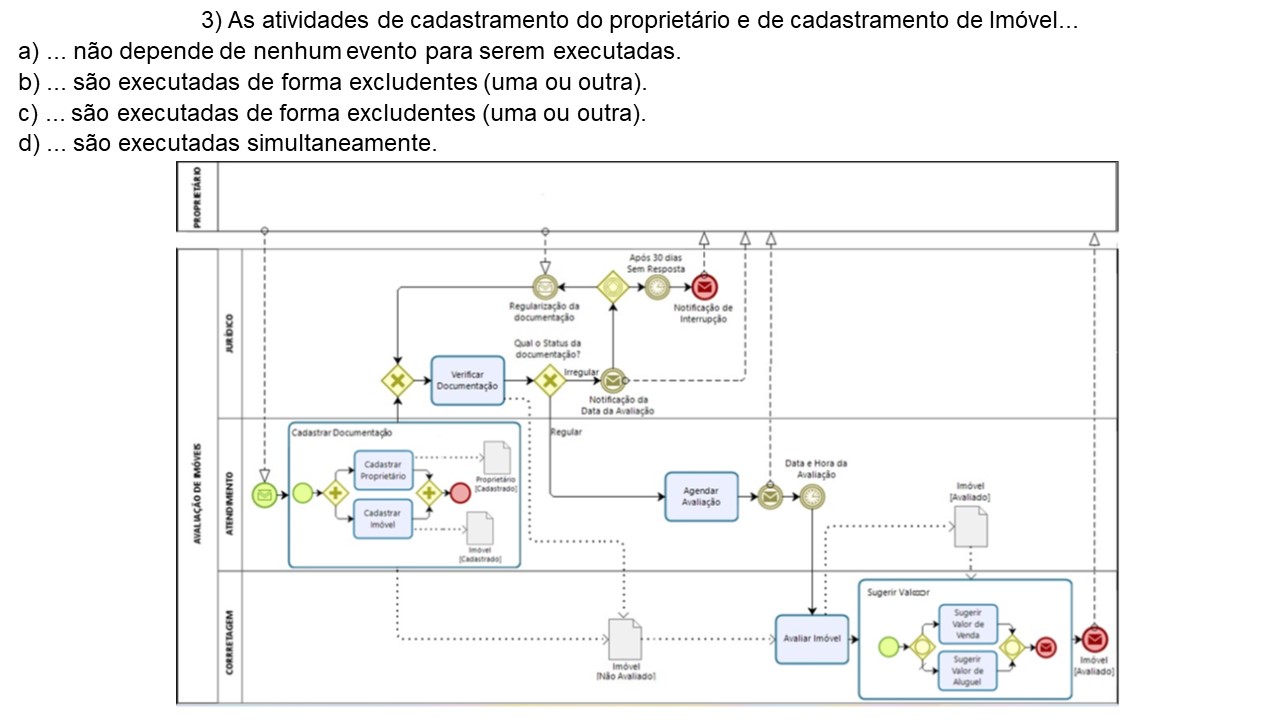 3) As atividades de cadastramento do proprietário e de cadastramento de Imóvel...
a) ... não depende de nenhum evento para serem executadas.
b) ... são executadas de forma excludentes (uma ou outra).
c) ... são executadas de forma excludentes (uma ou outra).
d) ... são executadas simultaneamente.
PROPRIETÁRIO
AVALIAÇÃO DE IMÓVEIS
JURÍDICO
Após 30 dias
Sem Resposta
Regularização da
documentação
Notificação de
Interrupção
Qual o Status da
documentação?
Verificar
Documentação
Irregular
Notificação da
Data da Avaliação
Regular
ATENDIMENTO
Cadastrar Documentação
Cadastrar
Proprietário
Proprietário
[Cadastrado]
Cadastrar
Imóvel
Imóvel
[Cadastrado]
Agendar
Avaliação
Data e Hora da
Avaliação
Imóvel
[Avaliado]
CORRRETAGEM
Imóvel
[Não Avaliado]
Avaliar Imóvel
Sugerir
Sugerir
Valor de
Venda
Sugerir
Valor de
Aluguel
Imóvel
[Avaliado]